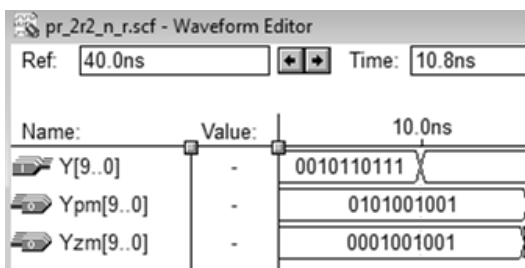 pr_2r2_n_r.scf - Waveform Editor
Ref: 40.0ns Time: 10.8ns
Name: Value: 10.0ns
Y[9..0] - 0010110111
Ypm[9..0] - 0101001001
Yzm[9..0] - 0001001001